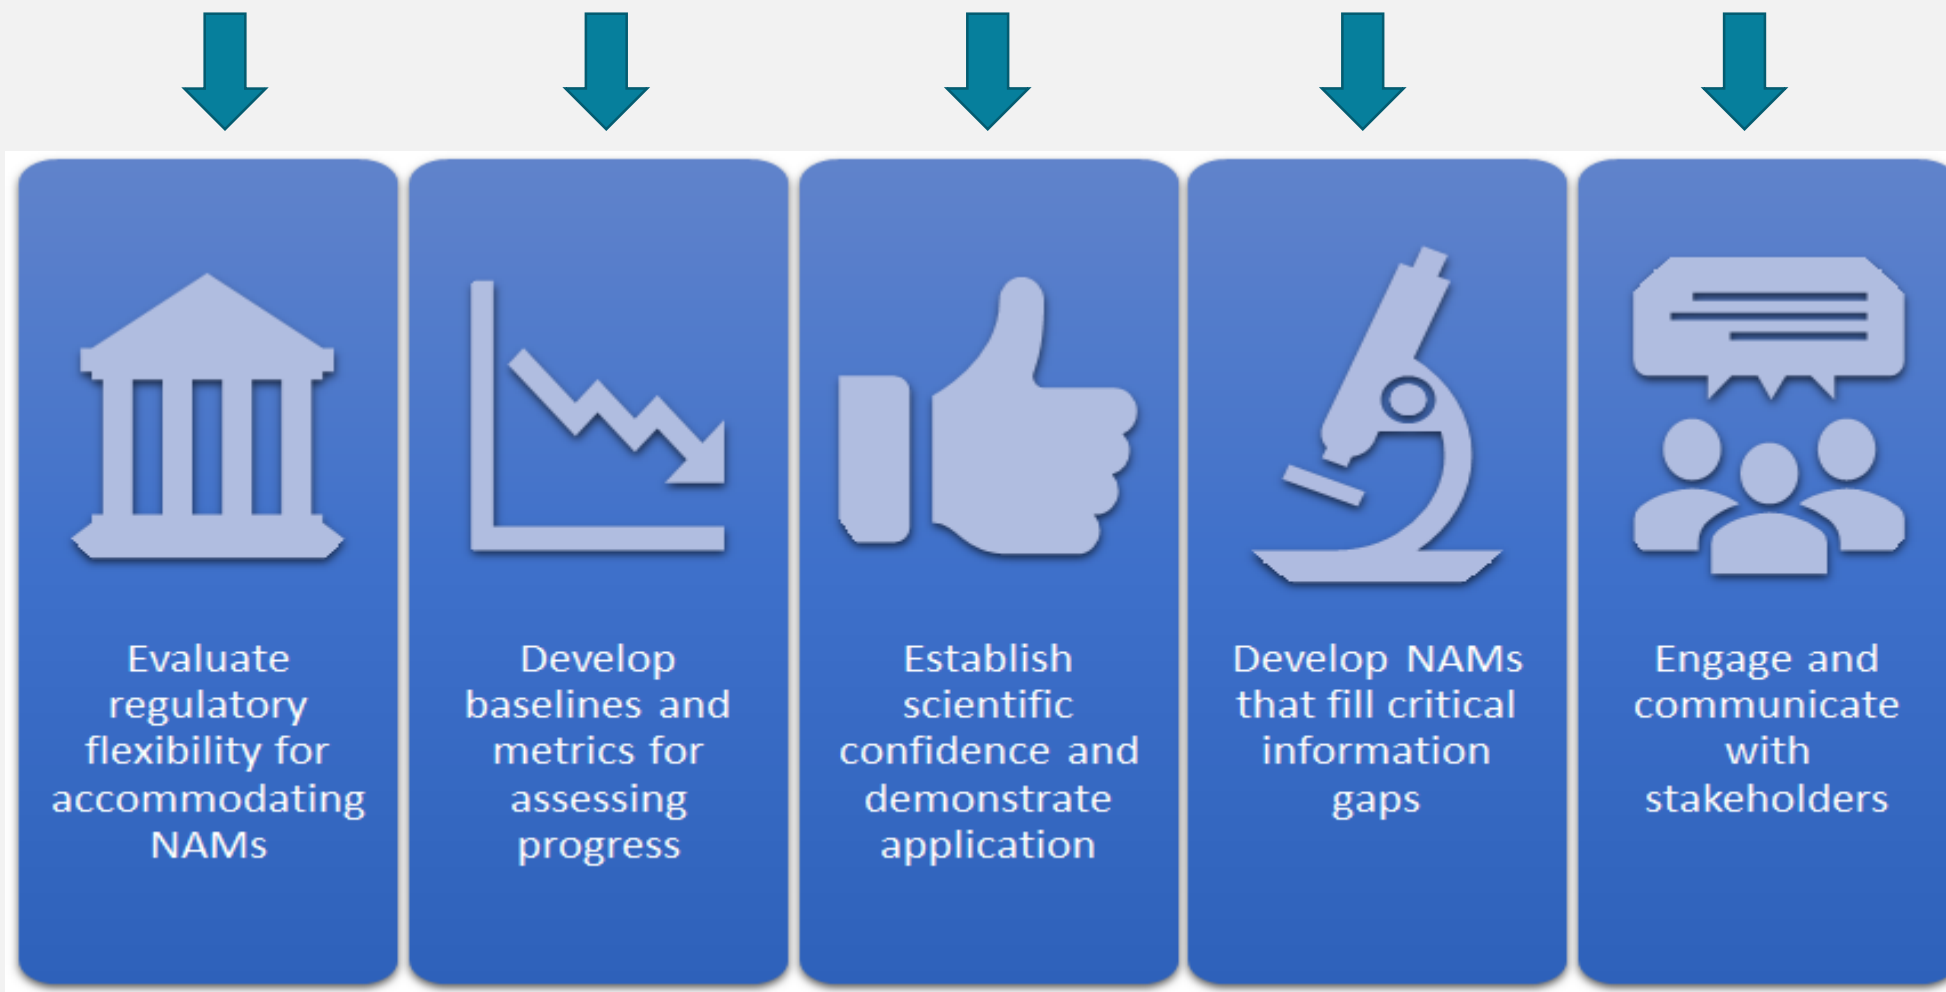 Evaluate
regulatory
flexibility for
accommodating
NAMs
Develop
baselines and
metrics for
assessing
progress
Establish
scientific
confidence and
demonstrate
application
Develop NAMs
that fill critical
information
gaps
Engage and
communicate
with
stakeholders